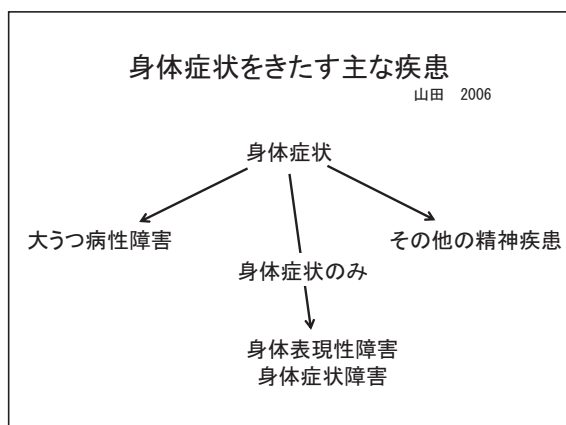 身体症状をきたす主な疾患
山田　2006
身体症状
大うつ病性障害
その他の精神疾患
身体症状のみ
身体表現性障害
身体症状障害